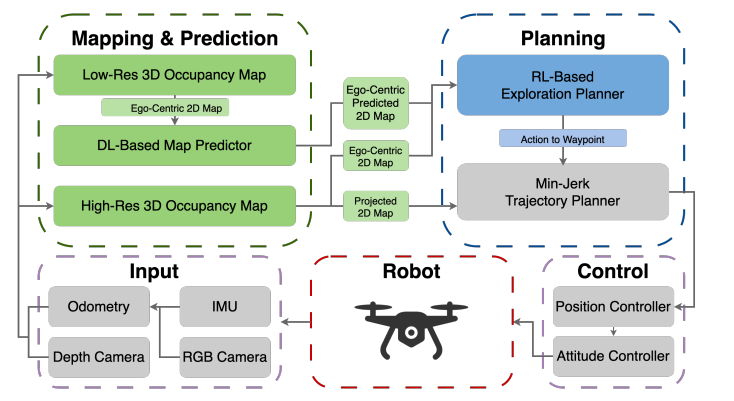 Mapping & Prediction
Low-Res 3D Occupancy Map
Ego-Centric 2D Map
DL-Based Map Predictor
High-Res 3D Occupancy Map
Ego-Centric
Predicted
2D Map
Ego-Centric
2D Map
Projected
2D Map
Planning
RL-Based
Exploration Planner
Action to Waypoint
Min-Jerk
Trajectory Planner
Input
Odometry
IMU
Depth Camera
RGB Camera
Robot
Control
Position Controller
Attitude Controller